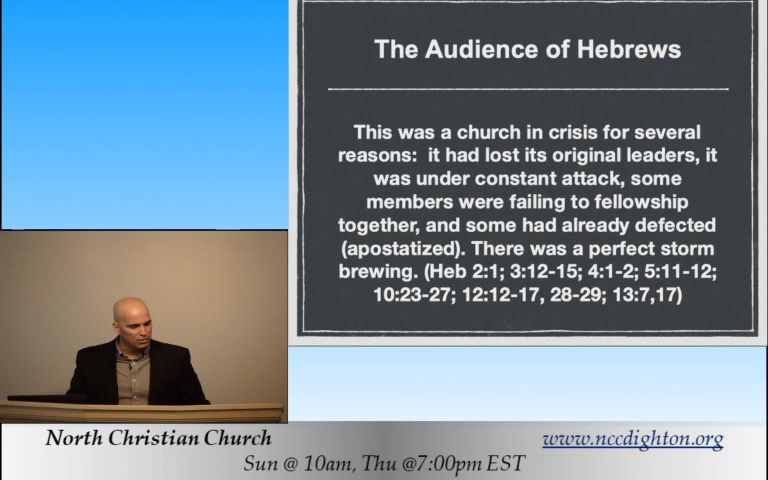 The Audience of Hebrews
This was a church in crisis for several
reasons:  it had lost its original leaders, it
was under constant attack, some
members were failing to fellowship
together, and some had already defected
(apostatized). There was a perfect storm
brewing. (Heb 2:1; 3:12-15; 4:1-2; 5:11-12;
10:23-27; 12:12-17, 28-29; 13:7,17)
North Christian Church
www.nccdighton.org
Sun @ 10am, Thu @7:00pm EST